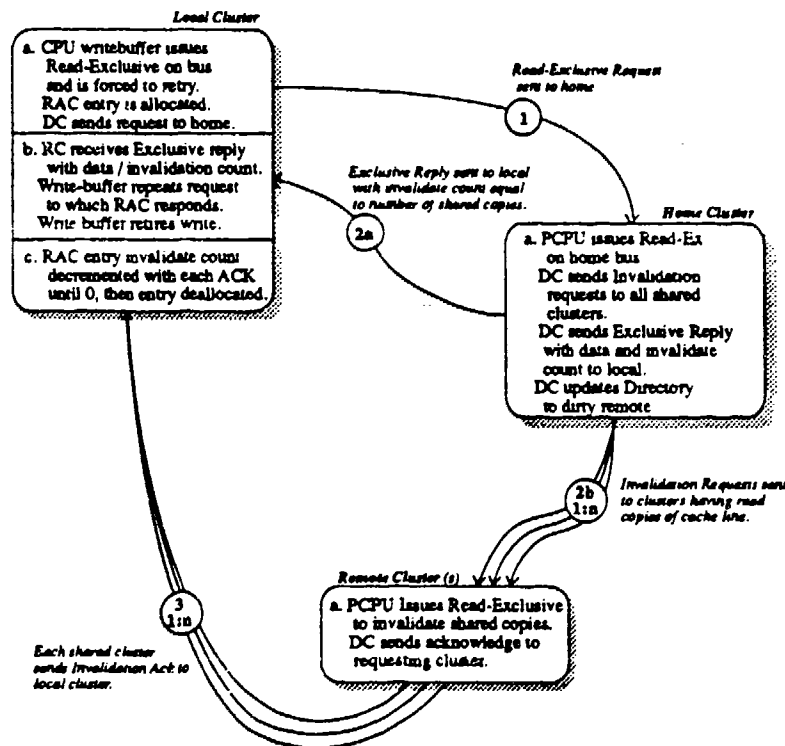 Local Cluster
a. CPU writebuffer issues
Read-Exclusive on bus
and is forced to retry.
RAC entry is allocated.
DC sends request to home.
b. RC receives Exclusive reply
with data / invalidation count.
Write-buffer repeats request
to which RAC responds.
Write buffer retires write.
c. RAC entry invalidate count
decremented with each ACK
until 0, then entry deallocated.
Read-Exclusive Request
sent to home
1
Exclusive Reply sent to local
with invalidate count equal
to number of shared copies.
2a
Home Cluster
a. PCPU issues Read-Ex
on home bus
DC sends Invalidation
requests to all shared
clusters.
DC sends Exclusive Reply
with data and invalidate
count to local.
DC updates Directory
to dirty remote
2b
1:n
Invalidation Requests sent
to clusters having read
copies of cache line.
Remote Cluster (s)
a. PCPU Issues Read-Exclusive
to invalidate shared copies.
DC sends acknowledge to
requesting cluster.
3
1:n
Each shared cluster
sends Invalidation Ack to
local cluster.